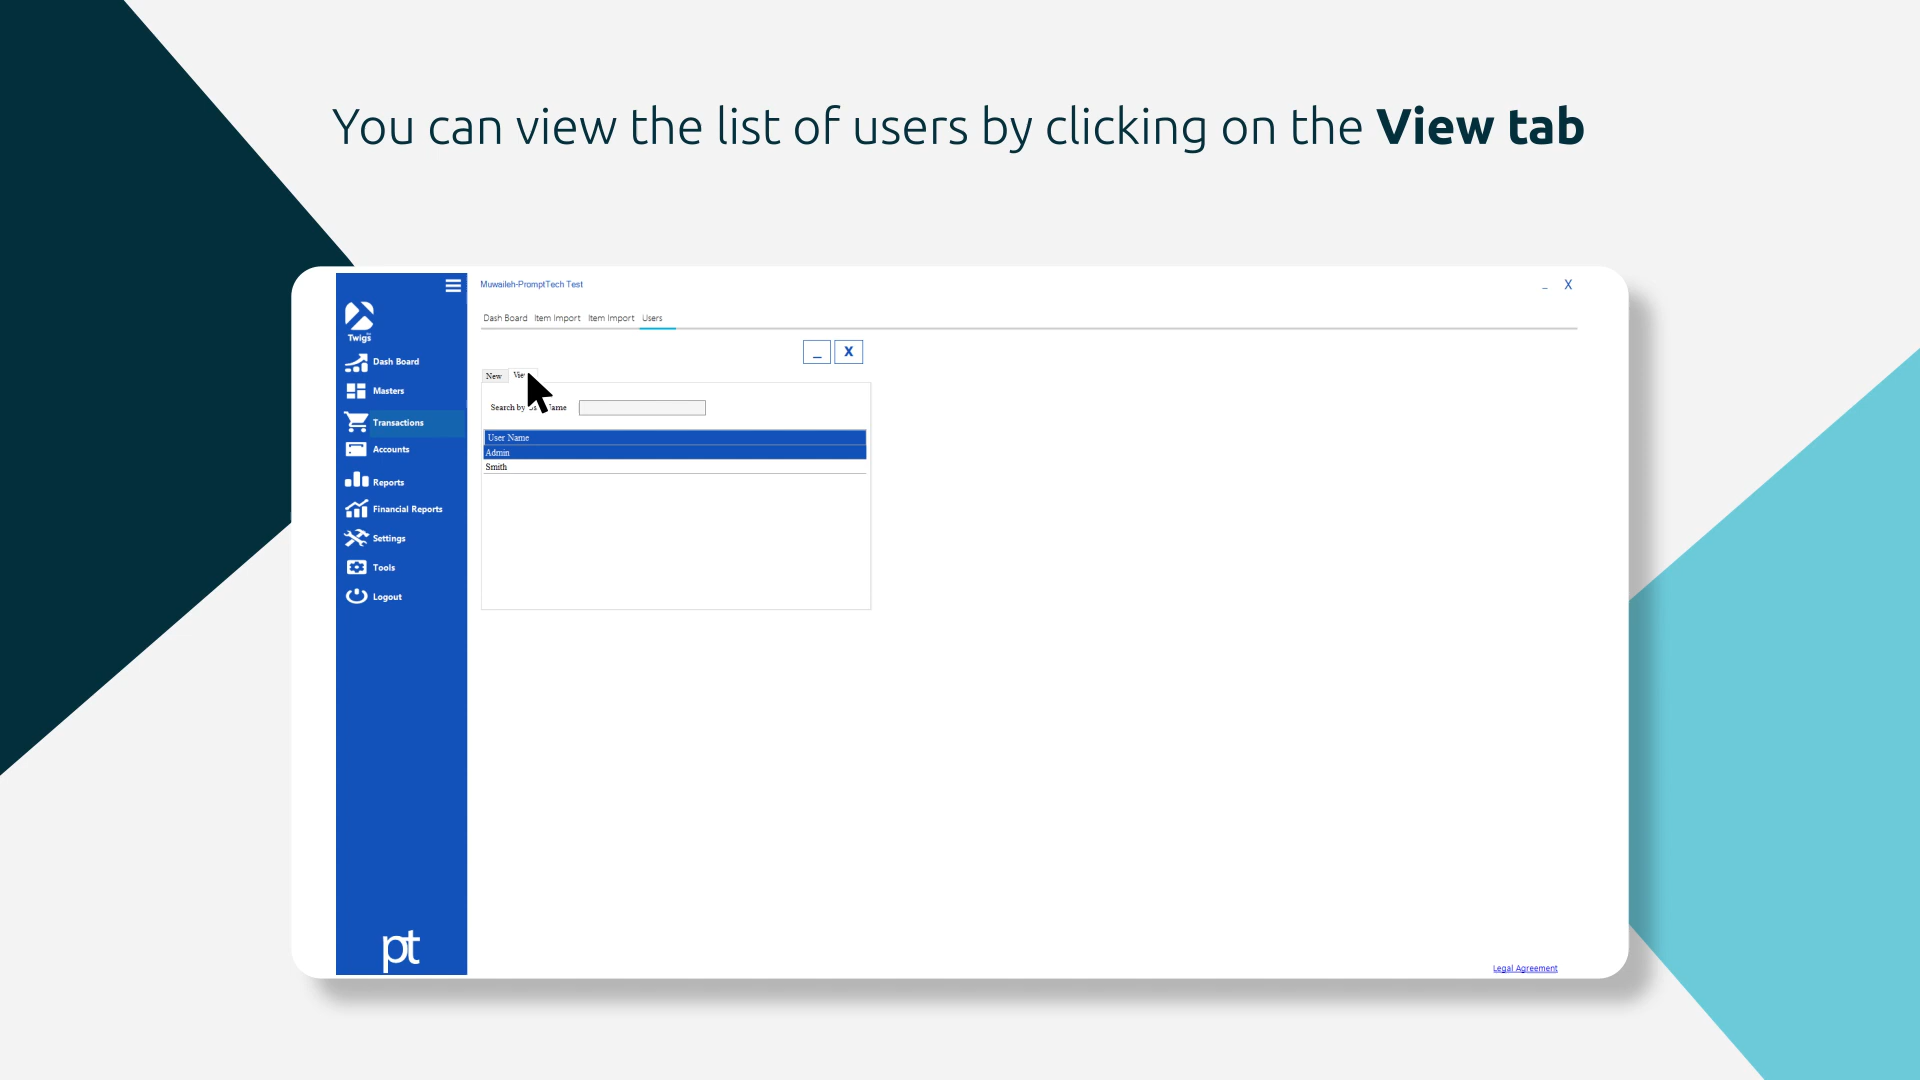 You can view the list of users by clicking on the View tab
Muwaileh-PromptTech Test
_ X
Twigs
Dash Board Item Import Item Import Users
_ X
Dash Board
Masters
Transactions
Accounts
Reports
Financial Reports
Settings
Tools
Logout
New
Search by
User Name
Admin
Smith
pt
Legal Agreement